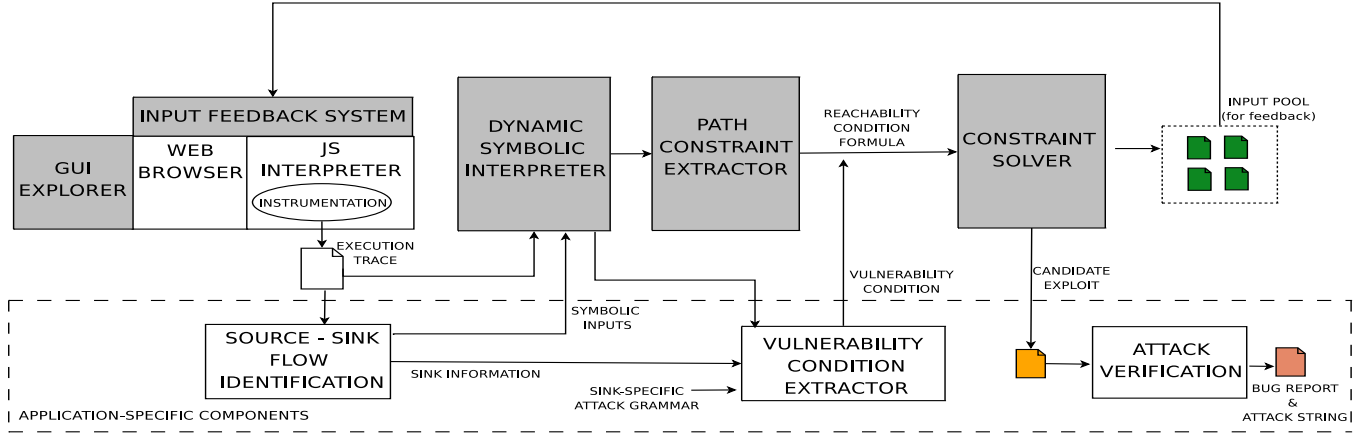 INPUT FEEDBACK SYSTEM
GUI
EXPLORER
WEB
BROWSER
JS
INTERPRETER
INSTRUMENTATION
EXECUTION
TRACE
DYNAMIC
SYMBOLIC
INTERPRETER
PATH
CONSTRAINT
EXTRACTOR
REACHABILITY
CONDITION
FORMULA
CONSTRAINT
SOLVER
INPUT POOL
(for feedback)
SYMBOLIC
INPUTS
VULNERABILITY
CONDITION
CANDIDATE
EXPLOIT
SOURCE - SINK
FLOW
IDENTIFICATION
SINK INFORMATION
SINK-SPECIFIC
ATTACK GRAMMAR
VULNERABILITY
CONDITION
EXTRACTOR
ATTACK
VERIFICATION
BUG REPORT
&
ATTACK STRING
APPLICATION-SPECIFIC COMPONENTS